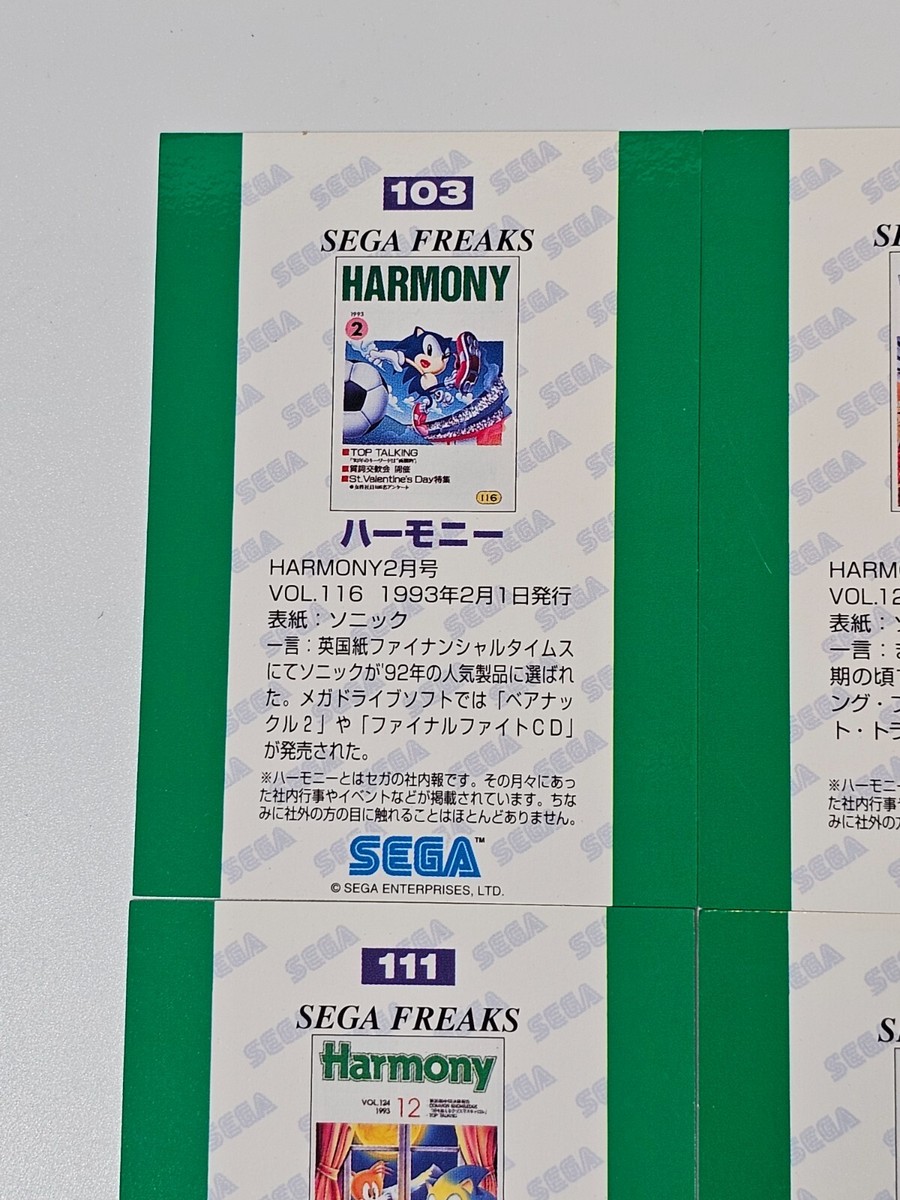 103
SEGA FREAKS
HARMONY
1993
2
TOP TALKING
賀詞交歓会 開催
St.Valentine's Day特集
116
ハーモニー
HARMONY2月号
VOL.116 1993年2月1日発行
表紙：ソニック
一言：英国紙ファイナンシャルタイムス
にてソニックが'92年の人気製品に選ばれ
た。メガドライブソフトでは「ベアナッ
クル2」や「ファイナルファイトCD」
が発売された。
※ハーモニーとはセガの社内報です。その月々にあっ
た社内行事やイベントなどが掲載されています。ちな
みに社外の方の目に触れることはほとんどありません。
SEGA™
© SEGA ENTERPRISES, LTD.
HARM
VOL.12
表紙：
一言：
期の頃
ング・
ト・トラ
※ハーモニー
た社内行事
みに社外の方
111
SEGA FREAKS
Harmony
VOL.124
1993
12
TOP TALKING